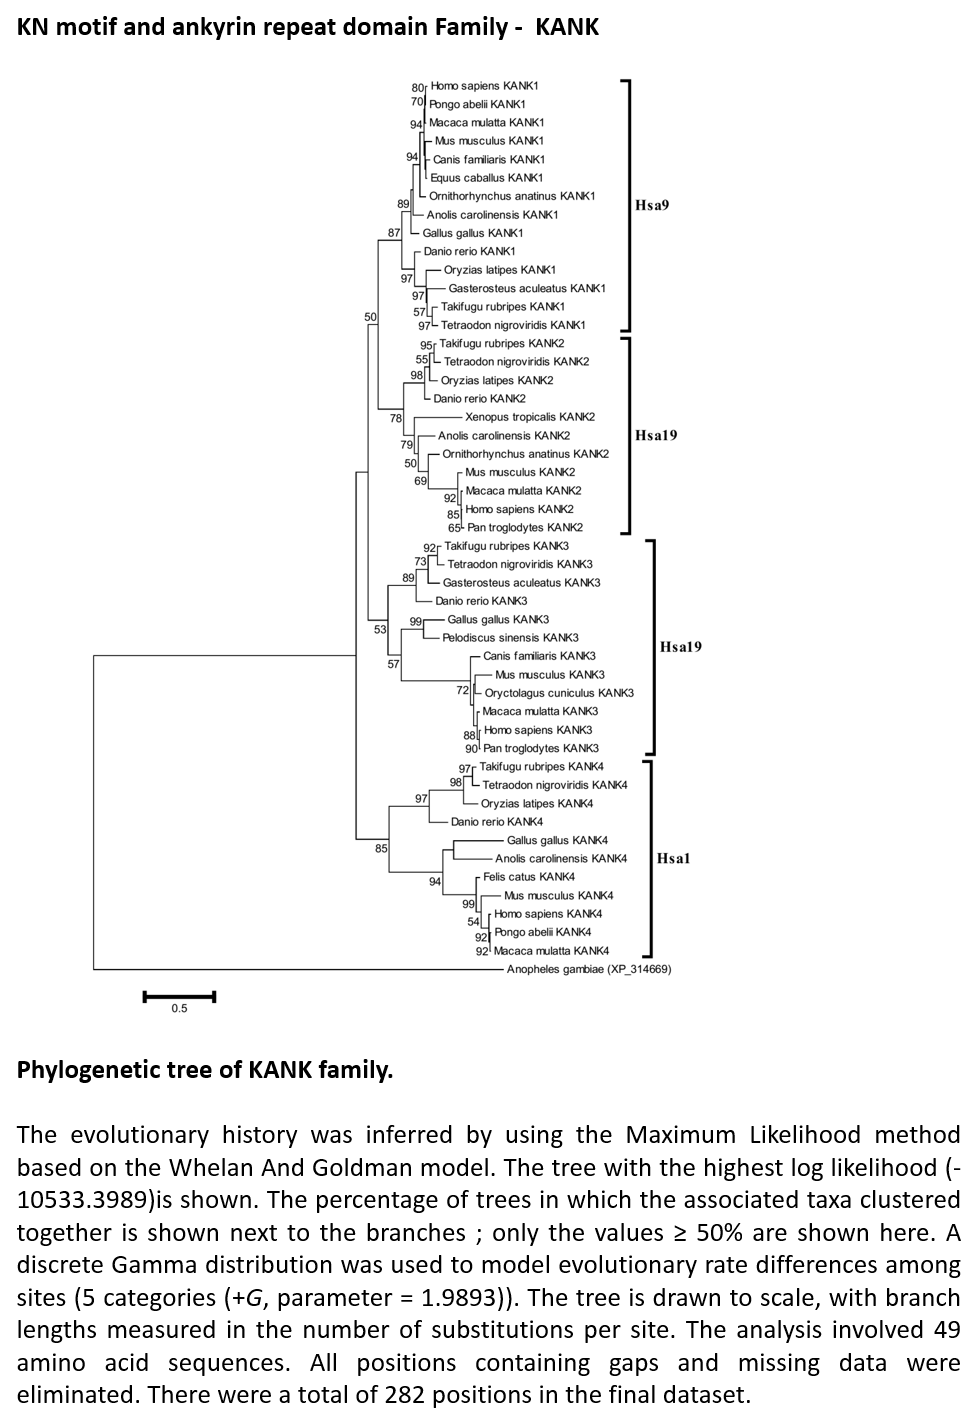 KN motif and ankyrin repeat domain Family - KANK
80 Homo sapiens KANK1
70 Pongo abelii KANK1
94 Macaca mulatta KANK1
Mus musculus KANK1
94 Canis familiaris KANK1
Equus caballus KANK1
Ornithorhynchus anatinus KANK1
89 Hsa9
Anolis carolinensis KANK1
87 Gallus gallus KANK1
Danio rerio KANK1
Oryzias latipes KANK1
97
Gasterosteus aculeatus KANK1
97
Takifugu rubripes KANK1
57
50
97 Tetraodon nigroviridis KANK1
95 Takifugu rubripes KANK2
55 Tetraodon nigroviridis KANK2
98 Oryzias latipes KANK2
Danio rerio KANK2
78 Xenopus tropicalis KANK2
Anolis carolinensis KANK2 Hsa19
79
Ornithorhynchus anatinus KANK2
50
Mus musculus KANK2
69
Macaca mulatta KANK2
92
Homo sapiens KANK2
85
65 Pan troglodytes KANK2
92 Takifugu rubripes KANK3
73 Tetraodon nigroviridis KANK3
89 Gasterosteus aculeatus KANK3
Danio rerio KANK3
99 Gallus gallus KANK3
53
Pelodiscus sinensis KANK3
Hsa19
Canis familiaris KANK3
57
Mus musculus KANK3
72 Oryctolagus cuniculus KANK3
Macaca mulatta KANK3
Homo sapiens KANK3
88
90 Pan troglodytes KANK3
97 Takifugu rubripes KANK4
98 Tetraodon nigroviridis KANK4
97 Oryzias latipes KANK4
Danio rerio KANK4
Gallus gallus KANK4
85
Anolis carolinensis KANK4 Hsa1
Felis catus KANK4
94
Mus musculus KANK4
99
Homo sapiens KANK4
54
Pongo abelii KANK4
92
92 Macaca mulatta KANK4
Anopheles gambiae (XP_314669)
0.5
Phylogenetic tree of KANK family.
The evolutionary history was inferred by using the Maximum Likelihood method
based on the Whelan And Goldman model. The tree with the highest log likelihood (-
10533.3989)is shown. The percentage of trees in which the associated taxa clustered
together is shown next to the branches ; only the values ≥ 50% are shown here. A
discrete Gamma distribution was used to model evolutionary rate differences among
sites (5 categories (+G, parameter = 1.9893)). The tree is drawn to scale, with branch
lengths measured in the number of substitutions per site. The analysis involved 49
amino acid sequences. All positions containing gaps and missing data were
eliminated. There were a total of 282 positions in the final dataset.